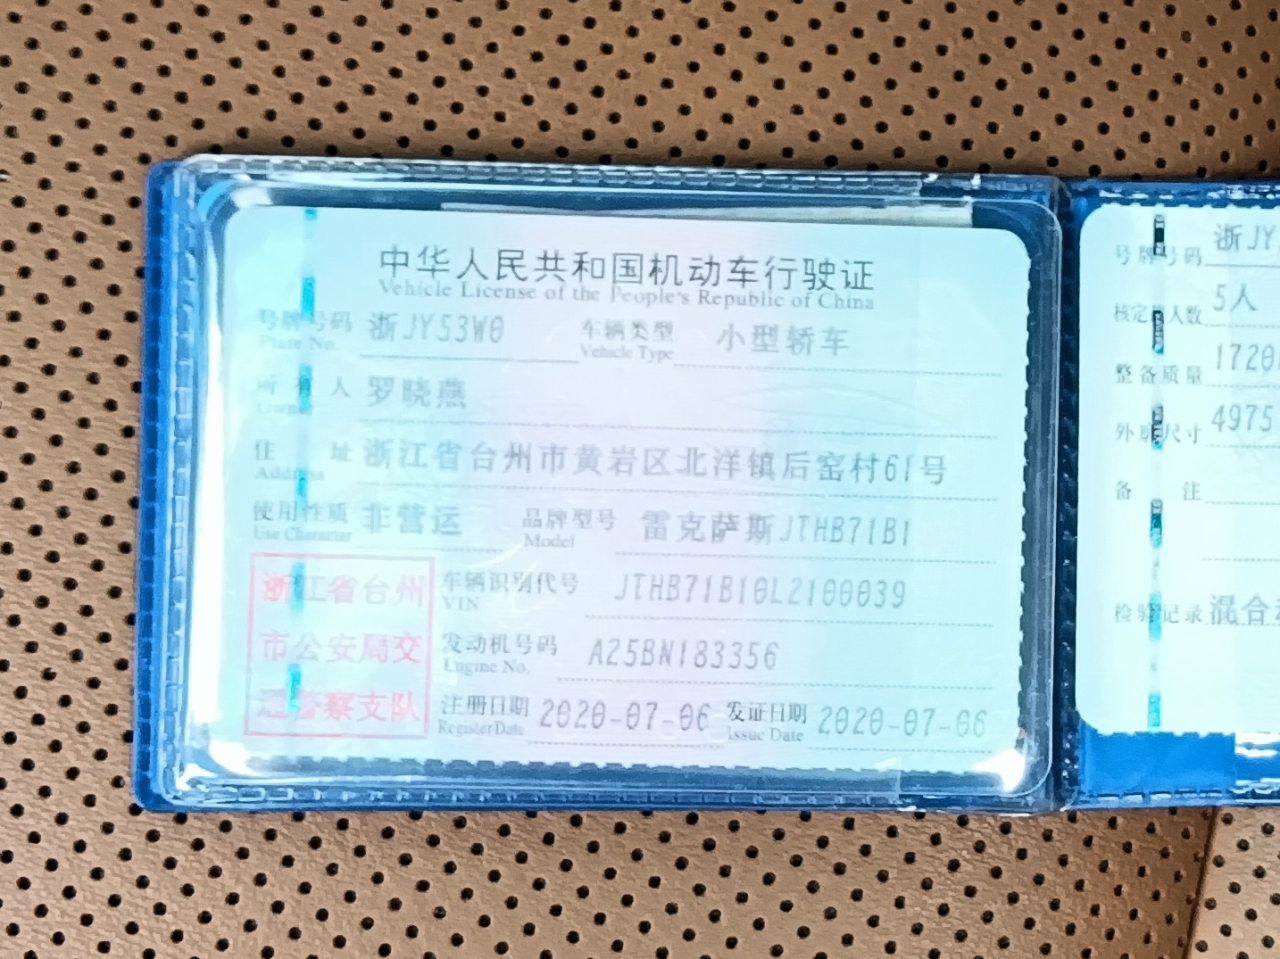 中华人民共和国机动车行驶证
Vehicle License of the People's Republic of China
号牌号码 浙JY53W0 车辆类型 小型轿车
Plate No. Vehicle Type
所有人 罗晓燕
Owner
住址 浙江省台州市黄岩区北洋镇后窑村61号
Address
使用性质 非营运 品牌型号 雷克萨斯JTHB71B1
Use Character Model
浙江省台州
市公安局交
通警察支队
车辆识别代号 JTHB71B10L2100039
VIN
发动机号码 A25BN183356
Engine No.
注册日期 2020-07-06 发证日期 2020-07-06
Register Date Issue Date
号牌号码 浙JY
核定载人数 5人
整备质量 1720
外廓尺寸 4975
备注
检验记录 混合